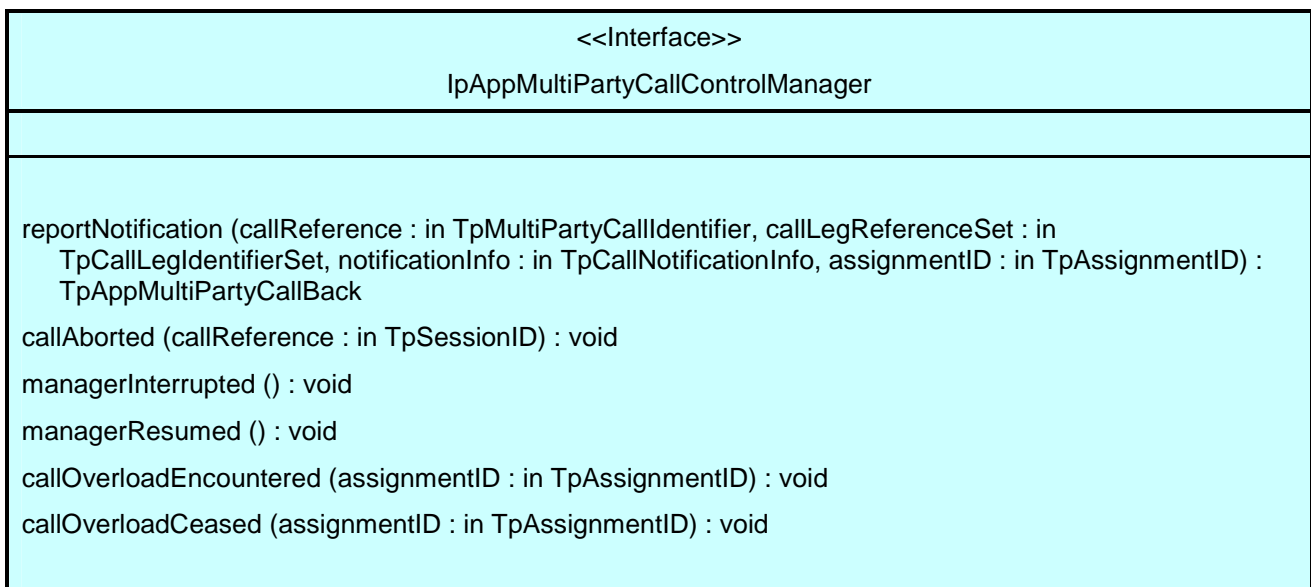 <<Interface>>
IpAppMultiPartyCallControlManager
reportNotification (callReference : in TpMultiPartyCallIdentifier, callLegReferenceSet : in
TpCallLegIdentifierSet, notificationInfo : in TpCallNotificationInfo, assignmentID : in TpAssignmentID) :
TpAppMultiPartyCallBack
callAborted (callReference : in TpSessionID) : void
managerInterrupted () : void
managerResumed () : void
callOverloadEncountered (assignmentID : in TpAssignmentID) : void
callOverloadCeased (assignmentID : in TpAssignmentID) : void